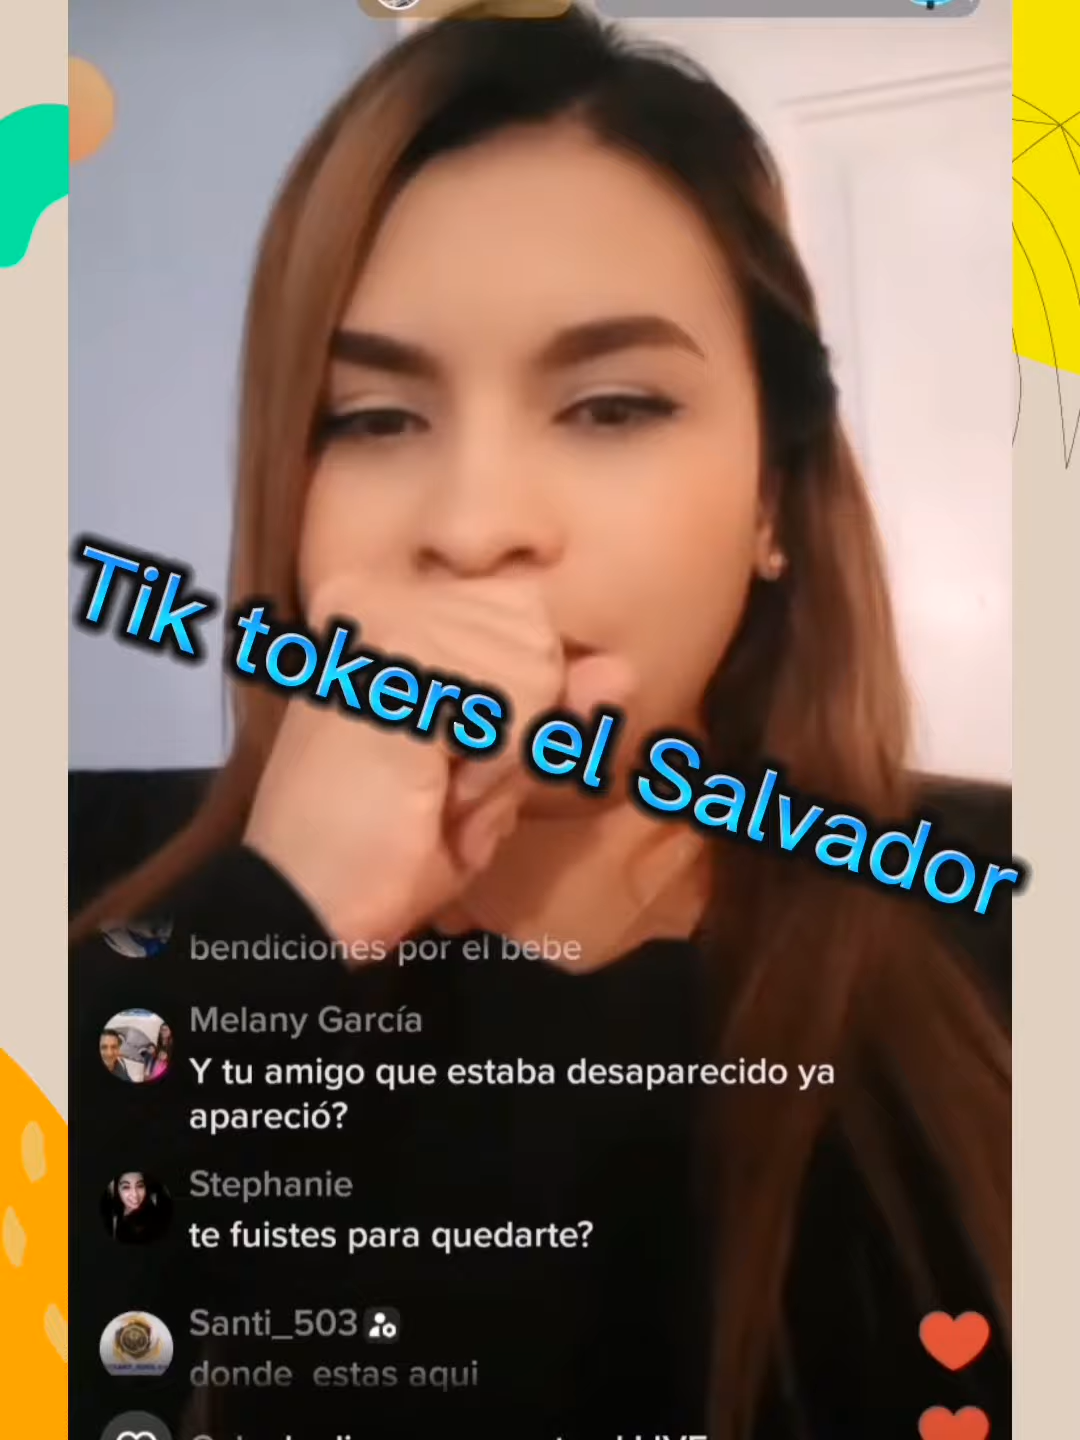 Tik tokers el Salvador
bendiciones por el bebe
Melany García
Y tu amigo que estaba desaparecido ya
apareció?
Stephanie
te fuistes para quedarte?
Santi_503
donde estas aqui
LIVE